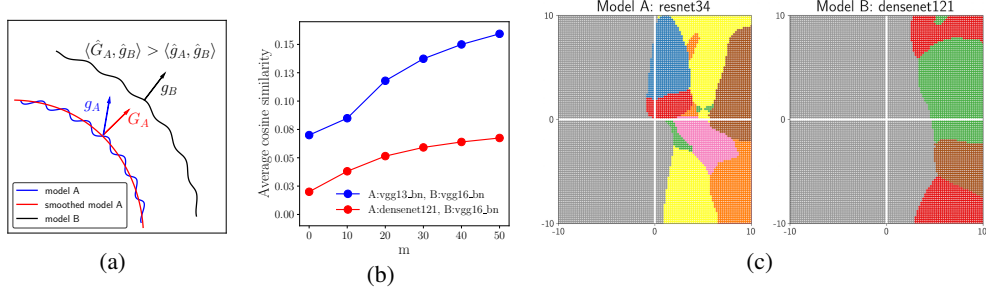 ⟨Ĝ_A, ĝ_B⟩ > ⟨ĝ_A, ĝ_B⟩
g_B
g_A
G_A
model A
smoothed model A
model B
(a)
Average cosine similarity
0.15
0.13
0.10
0.08
0.05
0.03
0.00
A:vgg13_bn, B:vgg16_bn
A:densenet121, B:vgg16_bn
0 10 20 30 40 50
m
(b)
Model A: resnet34
10
0
-10
0
10
Model B: densenet121
10
0
-10
0
10
(c)